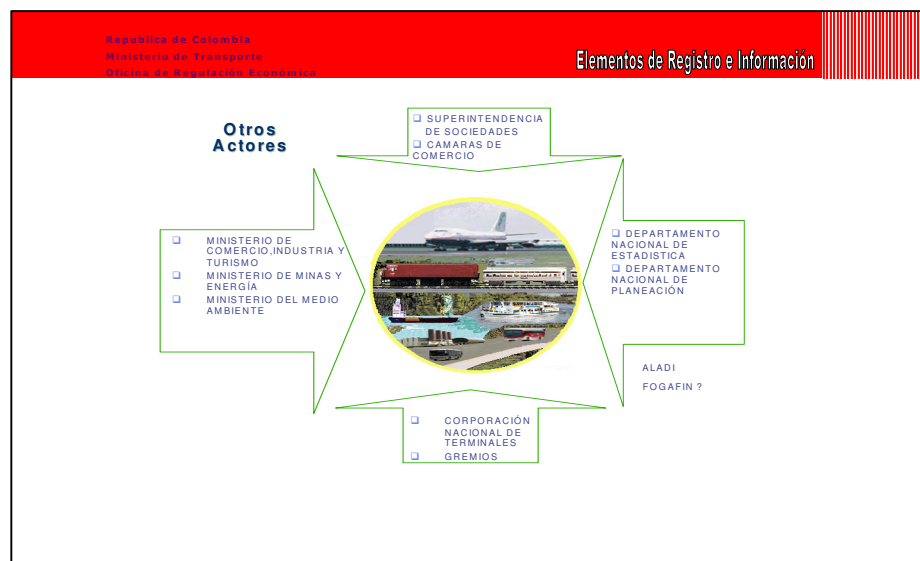 Republica de Colombia
Ministerio de Transporte
Oficina de Regulación Económica
Elementos de Registro e Información
Otros
Actores
❑ SUPERINTENDENCIA
DE SOCIEDADES
❑ CAMARAS DE
COMERCIO
❑ MINISTERIO DE
COMERCIO,INDUSTRIA Y
TURISMO
❑ MINISTERIO DE MINAS Y
ENERGÍA
❑ MINISTERIO DEL MEDIO
AMBIENTE
❑ DEPARTAMENTO
NACIONAL DE
ESTADISTICA
❑ DEPARTAMENTO
NACIONAL DE
PLANEACIÓN
ALADI
FOGAFIN ?
❑ CORPORACIÓN
NACIONAL DE
TERMINALES
❑ GREMIOS